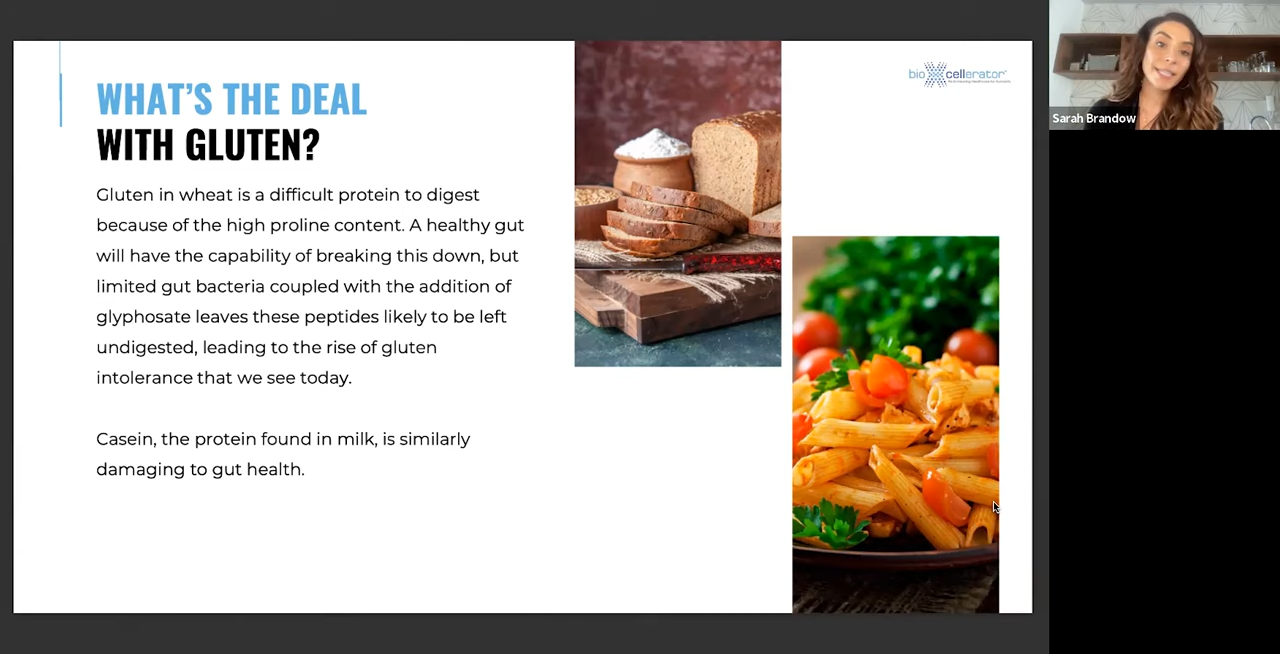 WHAT'S THE DEAL
WITH GLUTEN?
Gluten in wheat is a difficult protein to digest
because of the high proline content. A healthy gut
will have the capability of breaking this down, but
limited gut bacteria coupled with the addition of
glyphosate leaves these peptides likely to be left
undigested, leading to the rise of gluten
intolerance that we see today.
Casein, the protein found in milk, is similarly
damaging to gut health.
bio cellerator
Sarah Brandow